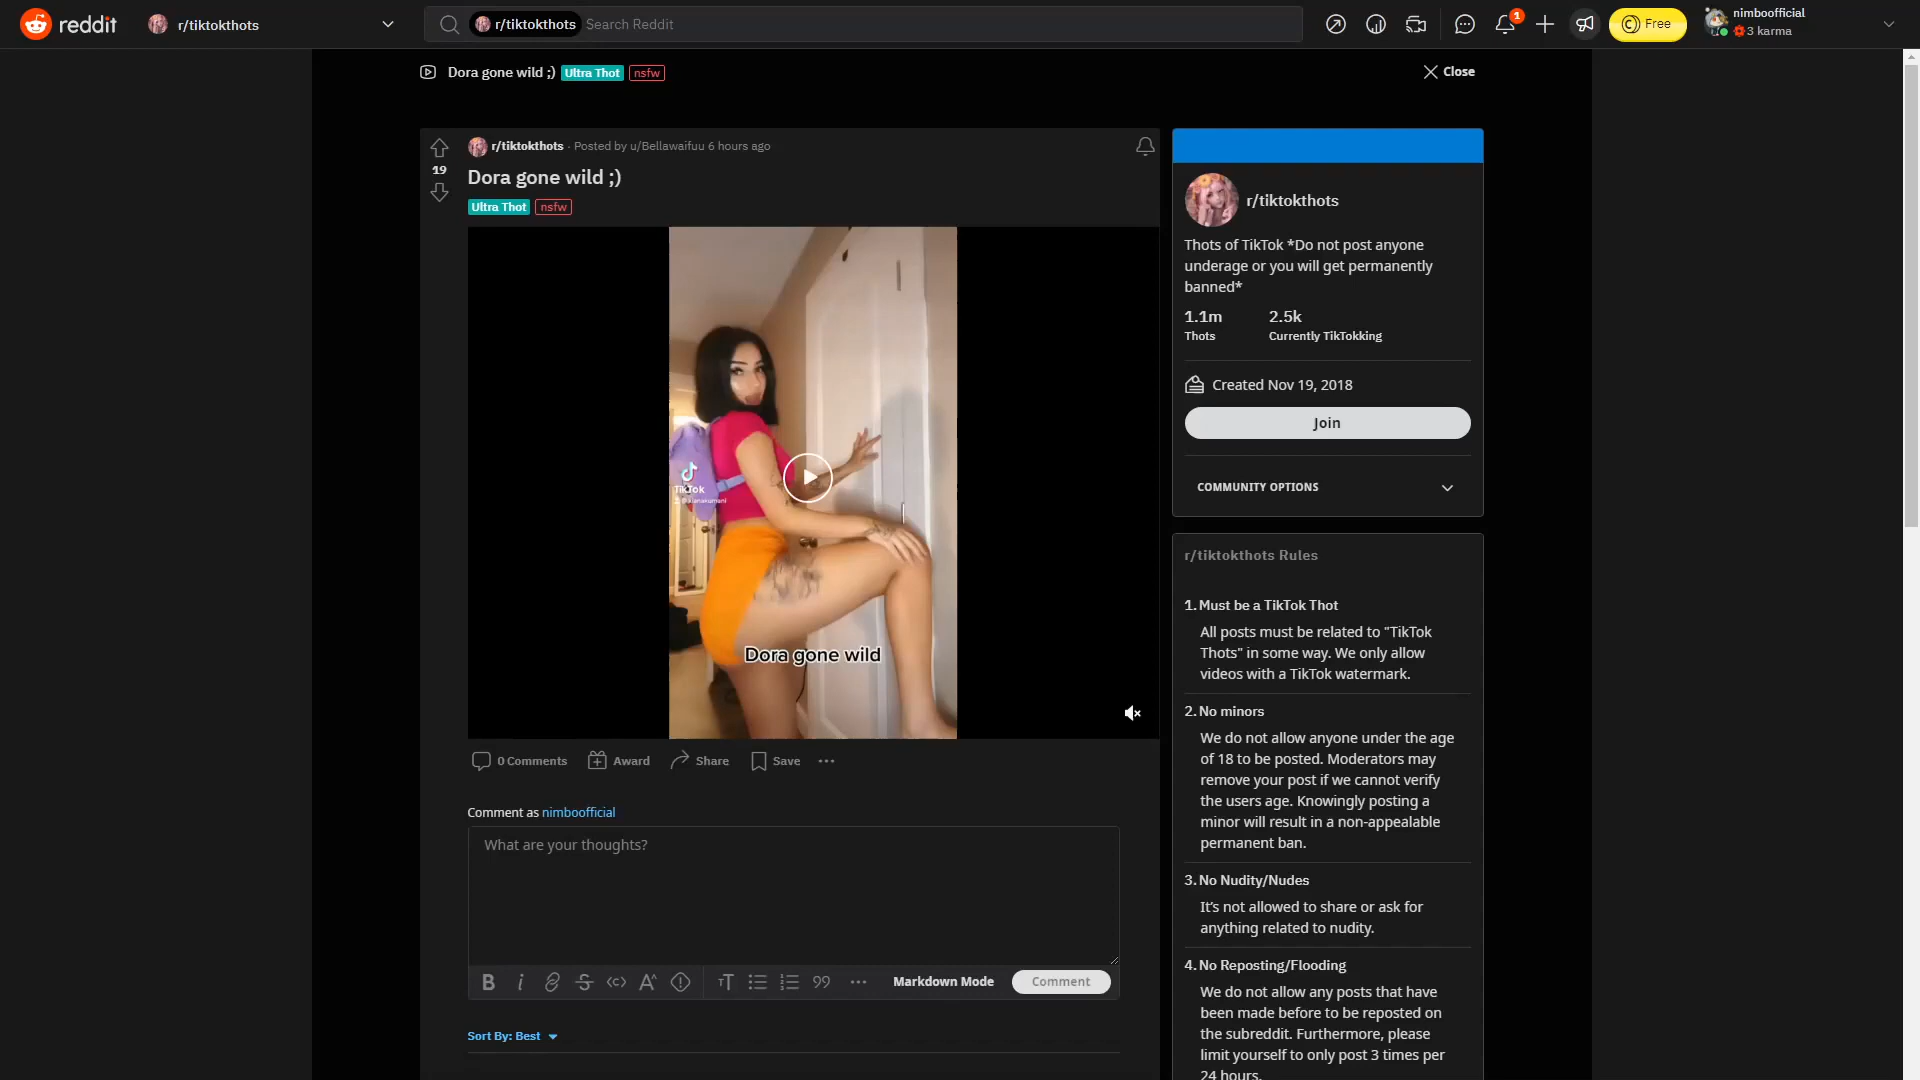 reddit
r/tiktokthots
r/tiktokthots Search Reddit
1
Free
nimboofficial
3 karma
Dora gone wild ;) Ultra Thot nsfw
Close
r/tiktokthots · Posted by u/Bellawaifuu 6 hours ago
19
Dora gone wild ;)
Ultra Thot nsfw
TikTok
Dora gone wild
0 Comments Award Share Save
Comment as nimboofficial
What are your thoughts?
Markdown Mode
Comment
Sort By: Best
r/tiktokthots
Thots of TikTok *Do not post anyone
underage or you will get permanently
banned*
1.1m 2.5k
Thots Currently TikTokking
Created Nov 19, 2018
Join
COMMUNITY OPTIONS
r/tiktokthots Rules
1. Must be a TikTok Thot
All posts must be related to "TikTok
Thots" in some way. We only allow
videos with a TikTok watermark.
2. No minors
We do not allow anyone under the age
of 18 to be posted. Moderators may
remove your post if we cannot verify
the users age. Knowingly posting a
minor will result in a non-appealable
permanent ban.
3. No Nudity/Nudes
It's not allowed to share or ask for
anything related to nudity.
4. No Reposting/Flooding
We do not allow any posts that have
been made before to be reposted on
the subreddit. Furthermore, please
limit yourself to only post 3 times per
24 hours.